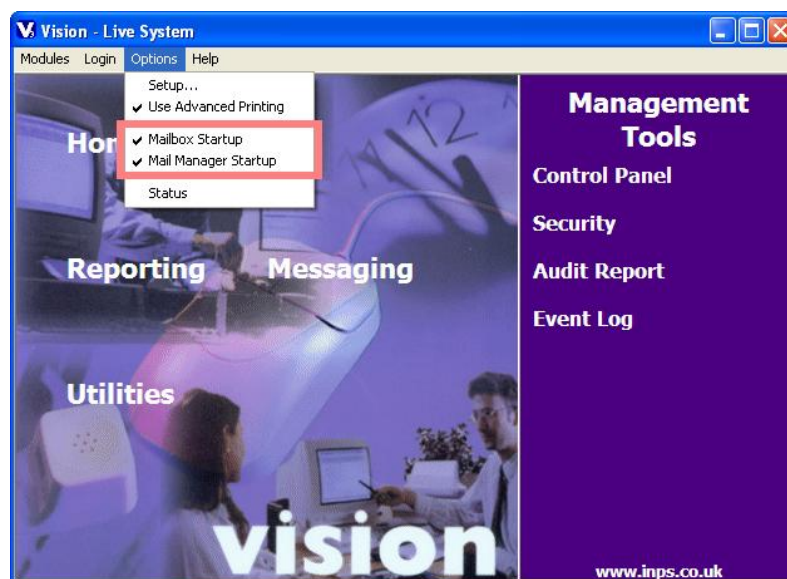 Vision - Live System
Modules Login Options Help
Setup...
Use Advanced Printing
Mailbox Startup
Mail Manager Startup
Status
Reporting
Messaging
Utilities
vision
Management
Tools
Control Panel
Security
Audit Report
Event Log
www.inps.co.uk